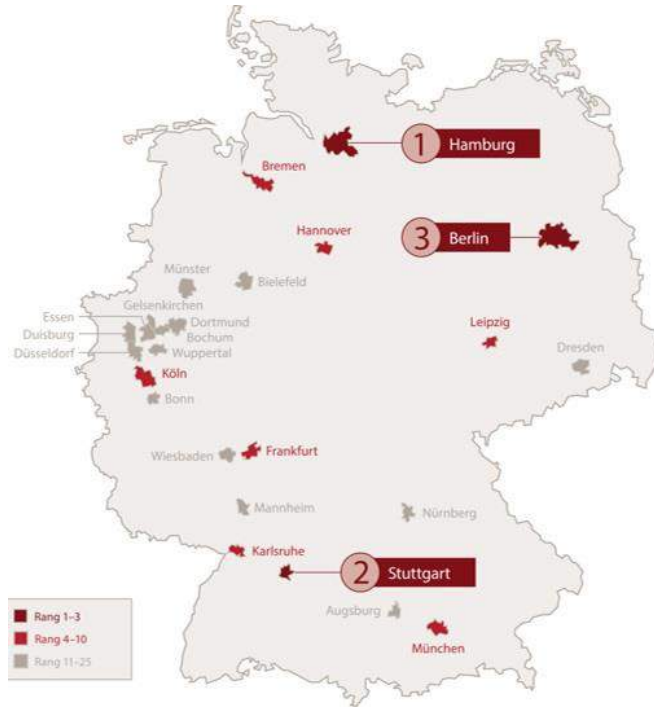 1 Hamburg
Bremen
Hannover
3 Berlin
Münster
Bielefeld
Gelsenkirchen
Essen
Dortmund
Duisburg
Bochum
Leipzig
Düsseldorf
Wuppertal
Dresden
Köln
Bonn
Wiesbaden
Frankfurt
Mannheim
Nürnberg
Karlsruhe
2 Stuttgart
Augsburg
München
Rang 1–3
Rang 4–10
Rang 11–25